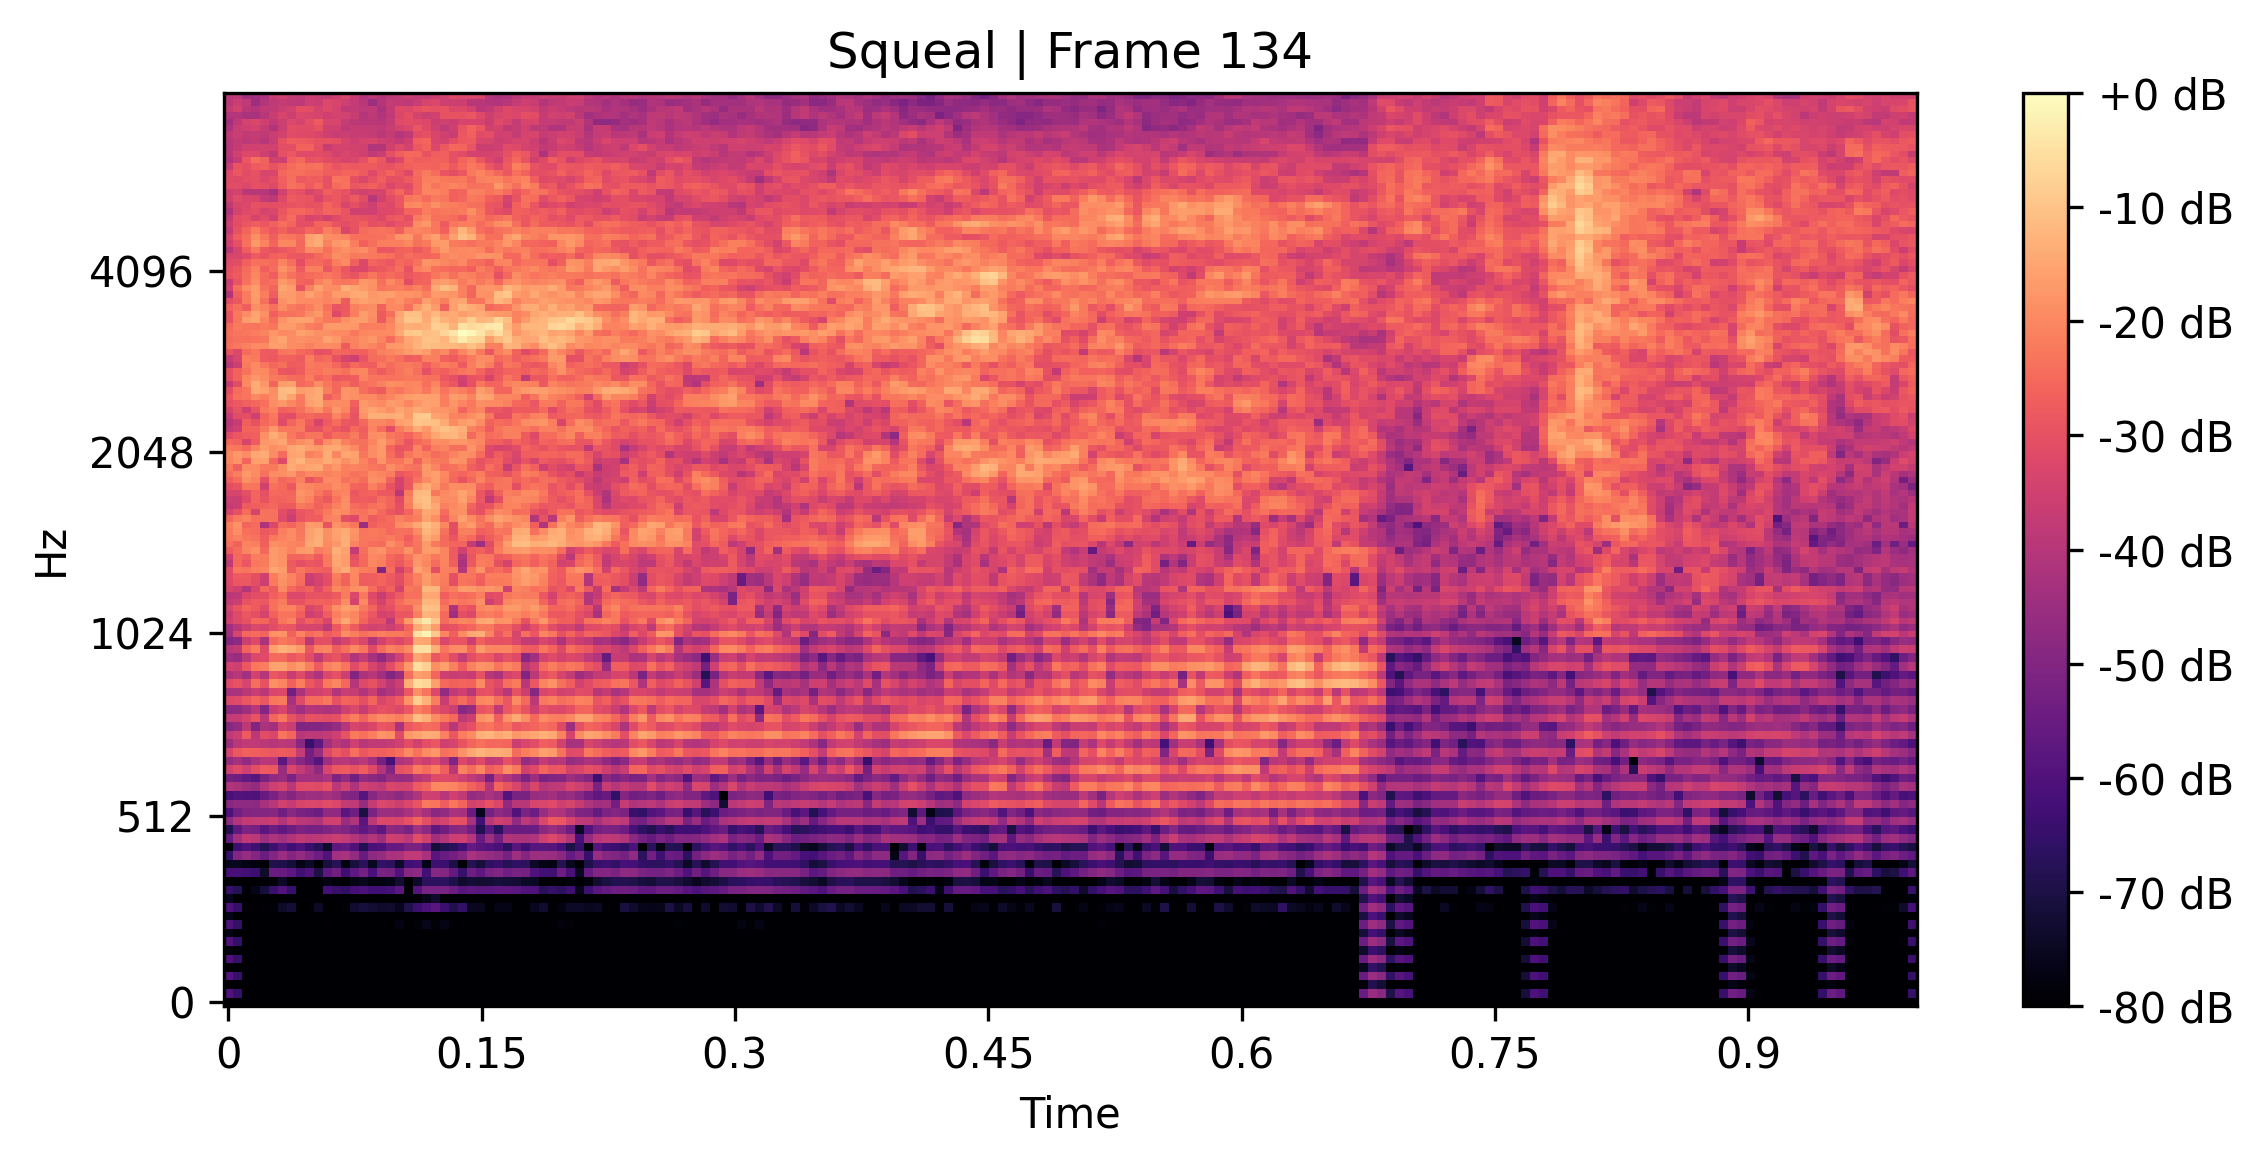 Squeal | Frame 134
+0 dB
-10 dB
-20 dB
-30 dB
-40 dB
-50 dB
-60 dB
-70 dB
-80 dB
Hz
4096
2048
1024
512
0
0 0.15 0.3 0.45 0.6 0.75 0.9
Time